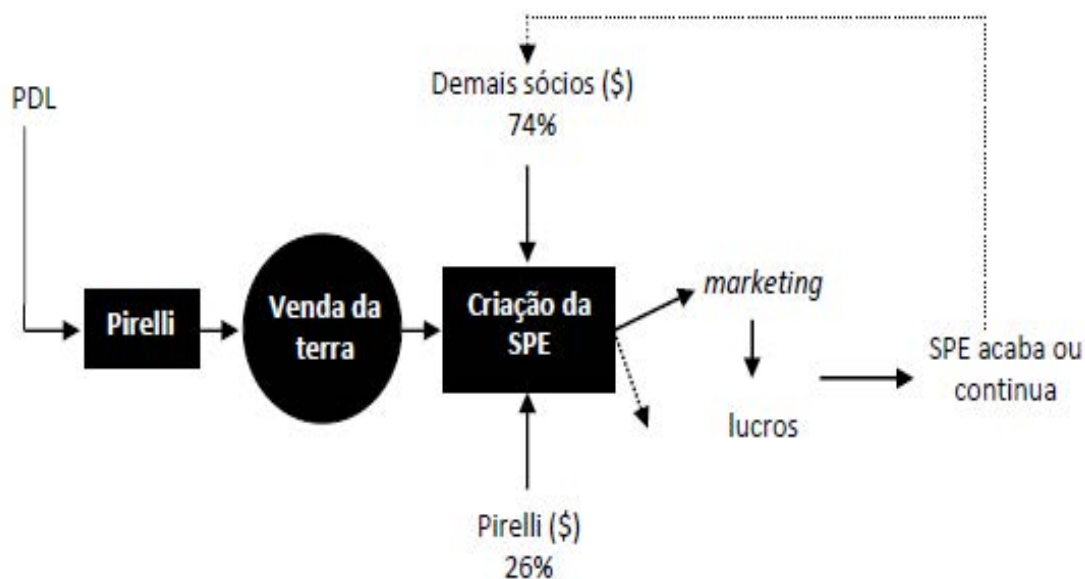 Demais sócios ($)
74%
PDL
Pirelli
Venda da
terra
Criação da
SPE
marketing
lucros
SPE acaba ou
continua
Pirelli ($)
26%